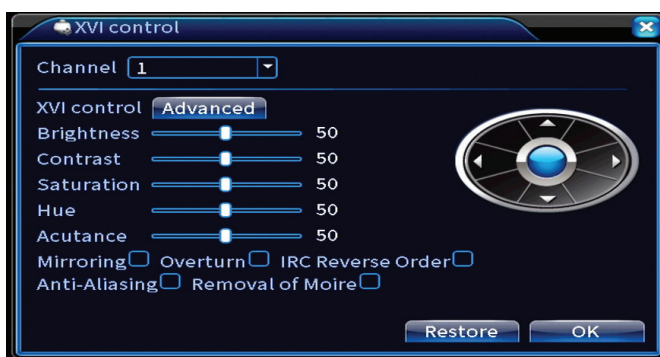 XVI control
Channel 1
XVI control Advanced
Brightness 50
Contrast 50
Saturation 50
Hue 50
Acutance 50
Mirroring Overturn IRC Reverse Order
Anti-Aliasing Removal of Moire
Restore OK